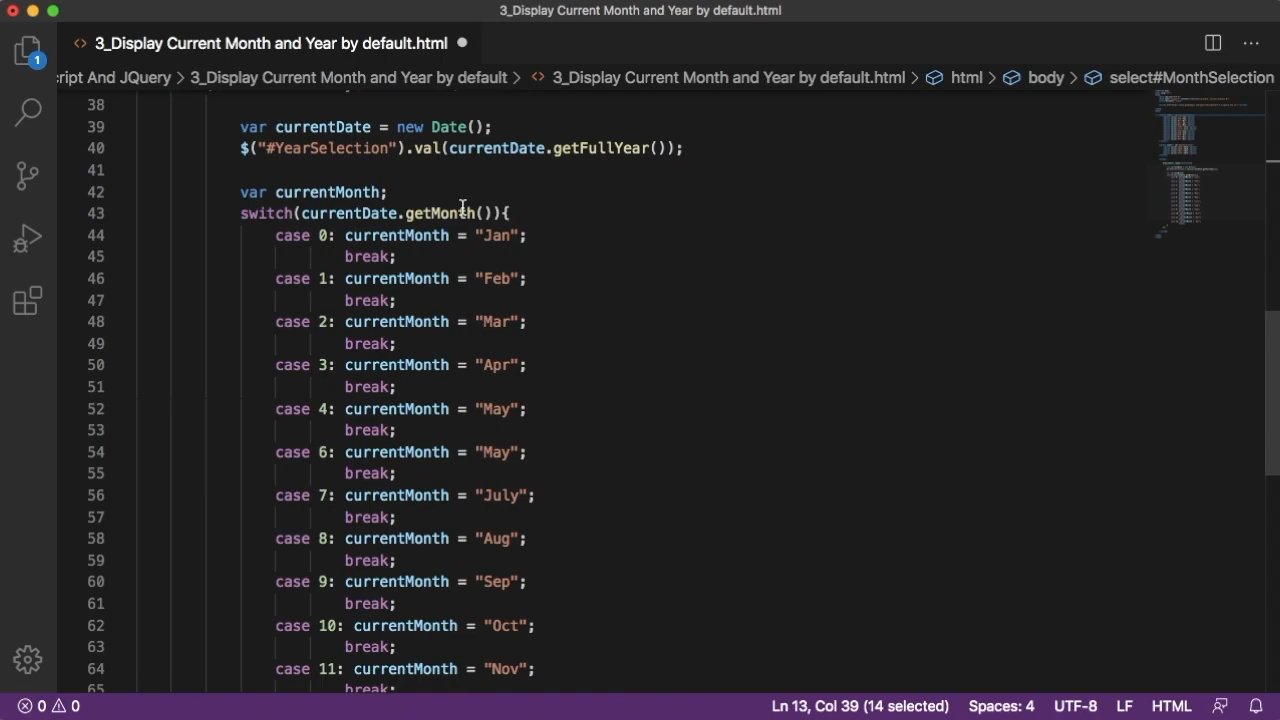 3_Display Current Month and Year by default.html
3_Display Current Month and Year by default.html
1
ript And JQuery > 3_Display Current Month and Year by default > 3_Display Current Month and Year by default.html > html > body > select#MonthSelection
38
39 var currentDate = new Date();
40 $("#YearSelection").val(currentDate.getFullYear());
41
42 var currentMonth;
43 switch(currentDate.getMonth()){
44 case 0: currentMonth = "Jan";
45 break;
46 case 1: currentMonth = "Feb";
47 break;
48 case 2: currentMonth = "Mar";
49 break;
50 case 3: currentMonth = "Apr";
51 break;
52 case 4: currentMonth = "May";
53 break;
54 case 6: currentMonth = "May";
55 break;
56 case 7: currentMonth = "July";
57 break;
58 case 8: currentMonth = "Aug";
59 break;
60 case 9: currentMonth = "Sep";
61 break;
62 case 10: currentMonth = "Oct";
63 break;
64 case 11: currentMonth = "Nov";
65 break;
0 0 Ln 13, Col 39 (14 selected) Spaces: 4 UTF-8 LF HTML